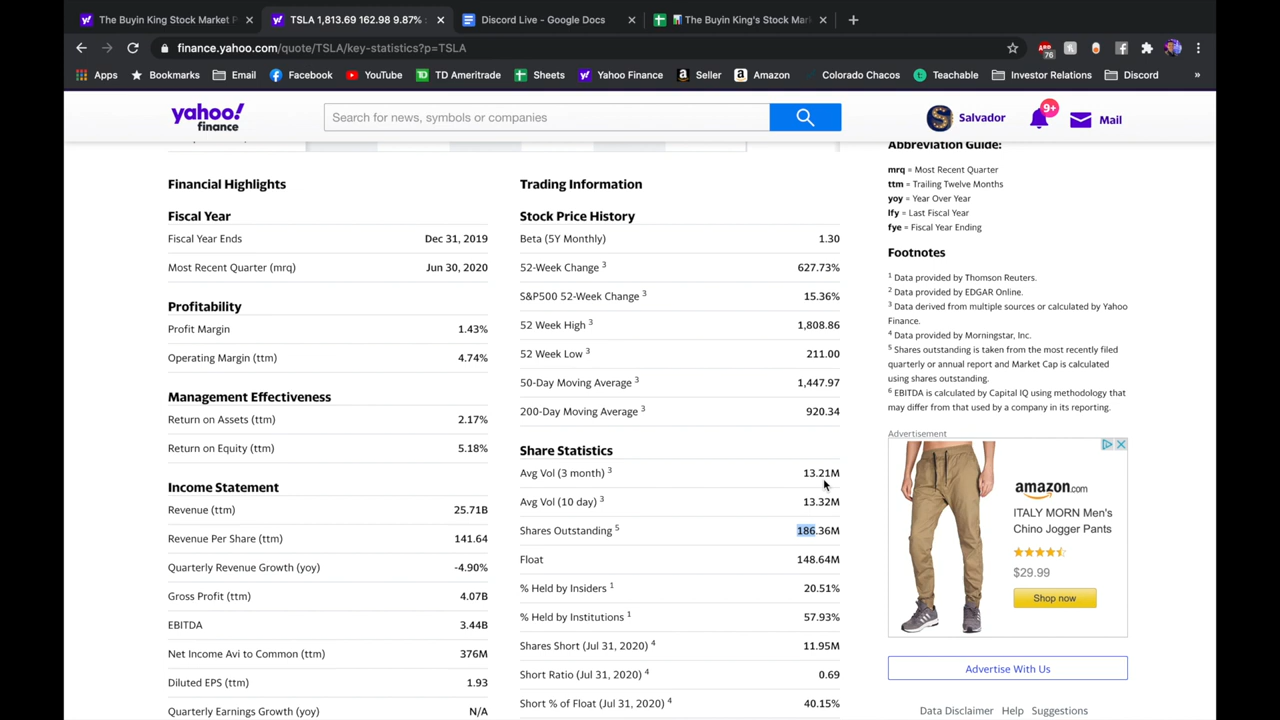 The Buyin King Stock Market P
TSLA 1,813.69 162.98 9.87%
Discord Live - Google Docs
The Buyin King's Stock Mar
finance.yahoo.com/quote/TSLA/key-statistics?p=TSLA
76
Apps
Bookmarks
Email
Facebook
YouTube
TD Ameritrade
Sheets
Yahoo Finance
Seller
Amazon
Colorado Chacos
Teachable
Investor Relations
Discord
»
yahoo!
finance
Search for news, symbols or companies
Salvador
9+
Mail
Financial Highlights
Fiscal Year
Fiscal Year Ends Dec 31, 2019
Most Recent Quarter (mrq) Jun 30, 2020
Profitability
Profit Margin 1.43%
Operating Margin (ttm) 4.74%
Management Effectiveness
Return on Assets (ttm) 2.17%
Return on Equity (ttm) 5.18%
Income Statement
Revenue (ttm) 25.71B
Revenue Per Share (ttm) 141.64
Quarterly Revenue Growth (yoy) -4.90%
Gross Profit (ttm) 4.07B
EBITDA 3.44B
Net Income Avi to Common (ttm) 376M
Diluted EPS (ttm) 1.93
Quarterly Earnings Growth (yoy) N/A
Trading Information
Stock Price History
Beta (5Y Monthly) 1.30
52-Week Change 3 627.73%
S&P500 52-Week Change 3 15.36%
52 Week High 3 1,808.86
52 Week Low 3 211.00
50-Day Moving Average 3 1,447.97
200-Day Moving Average 3 920.34
Share Statistics
Avg Vol (3 month) 3 13.21M
Avg Vol (10 day) 3 13.32M
Shares Outstanding 5 186.36M
Float 148.64M
% Held by Insiders 1 20.51%
% Held by Institutions 1 57.93%
Shares Short (Jul 31, 2020) 4 11.95M
Short Ratio (Jul 31, 2020) 4 0.69
Short % of Float (Jul 31, 2020) 4 40.15%
Abbreviation Guide:
mrq = Most Recent Quarter
ttm = Trailing Twelve Months
yoy = Year Over Year
lfy = Last Fiscal Year
fye = Fiscal Year Ending
Footnotes
1 Data provided by Thomson Reuters.
2 Data provided by EDGAR Online.
3 Data derived from multiple sources or calculated by Yahoo
Finance.
4 Data provided by Morningstar, Inc.
5 Shares outstanding is taken from the most recently filed
quarterly or annual report and Market Cap is calculated
using shares outstanding.
6 EBITDA is calculated by Capital IQ using methodology that
may differ from that used by a company in its reporting.
Advertisement
amazon.com
ITALY MORN Men's
Chino Jogger Pants
$29.99
Shop now
Advertise With Us
Data Disclaimer Help Suggestions